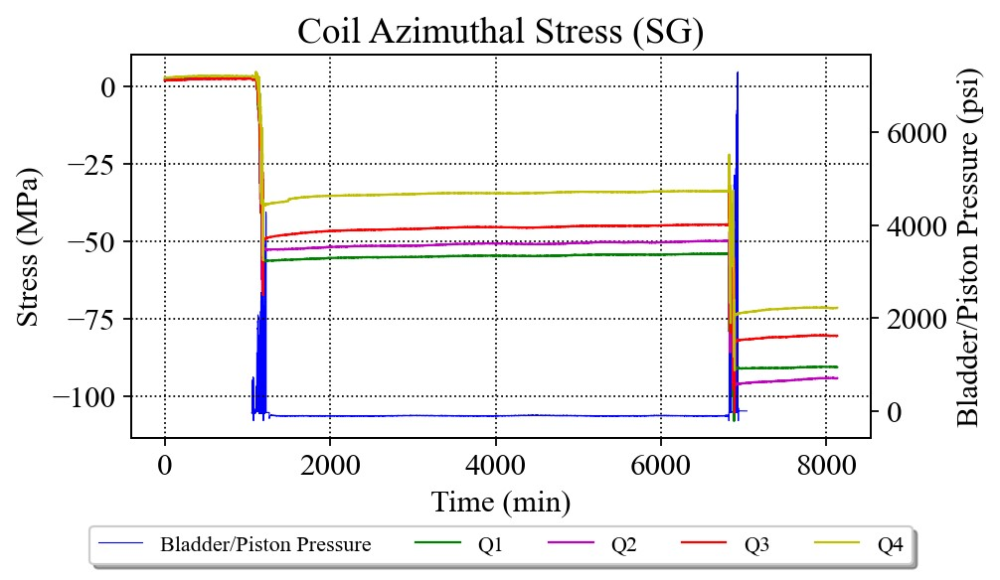 Coil Azimuthal Stress (SG)
Stress (MPa)
0
−25
−50
−75
−100
6000
4000
2000
0
Bladder/Piston Pressure (psi)
0 2000 4000 6000 8000
Time (min)
Bladder/Piston Pressure Q1 Q2 Q3 Q4